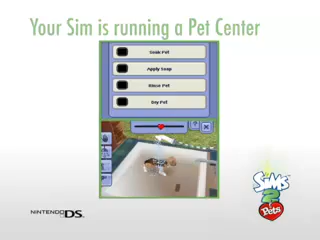 Your Sim is running a Pet Center
Soak Pet
Apply Soap
Rinse Pet
Dry Pet
?
X
NINTENDO DS
The SIMS
2
Pets